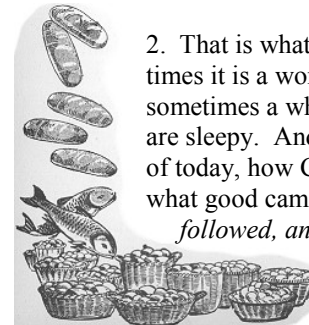 2. That is what
times it is a wor
sometimes a wh
are sleepy. And
of today, how G
what good cam
followed, an